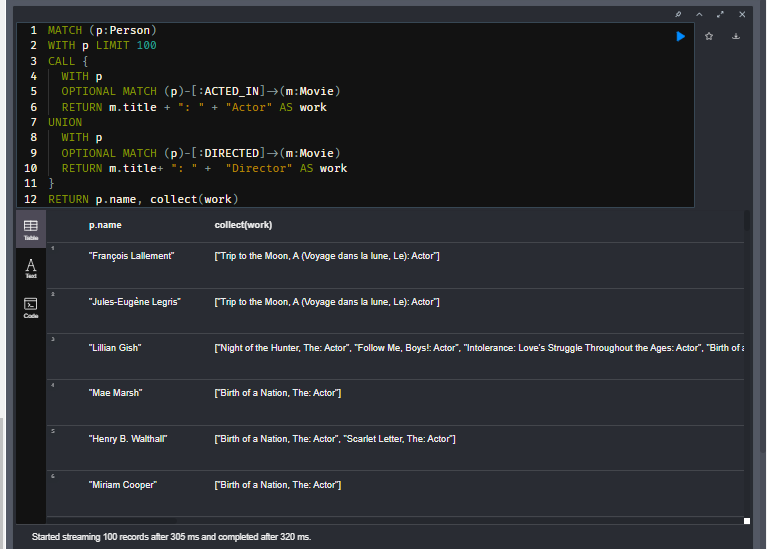 1 MATCH (p:Person)
2 WITH p LIMIT 100
3 CALL {
4 WITH p
5 OPTIONAL MATCH (p)-[:ACTED_IN]→(m:Movie)
6 RETURN m.title + ": " + "Actor" AS work
7 UNION
8 WITH p
9 OPTIONAL MATCH (p)-[:DIRECTED]→(m:Movie)
10 RETURN m.title+ ": " + "Director" AS work
11 }
12 RETURN p.name, collect(work)
Table
p.name collect(work)
1 "François Lallement" ["Trip to the Moon, A (Voyage dans la lune, Le): Actor"]
Text
2 "Jules-Eugène Legris" ["Trip to the Moon, A (Voyage dans la lune, Le): Actor"]
Code
3 "Lillian Gish" ["Night of the Hunter, The: Actor", "Follow Me, Boys!: Actor", "Intolerance: Love's Struggle Throughout the Ages: Actor", "Birth of a
4 "Mae Marsh" ["Birth of a Nation, The: Actor"]
5 "Henry B. Walthall" ["Birth of a Nation, The: Actor", "Scarlet Letter, The: Actor"]
6 "Miriam Cooper" ["Birth of a Nation, The: Actor"]
Started streaming 100 records after 305 ms and completed after 320 ms.